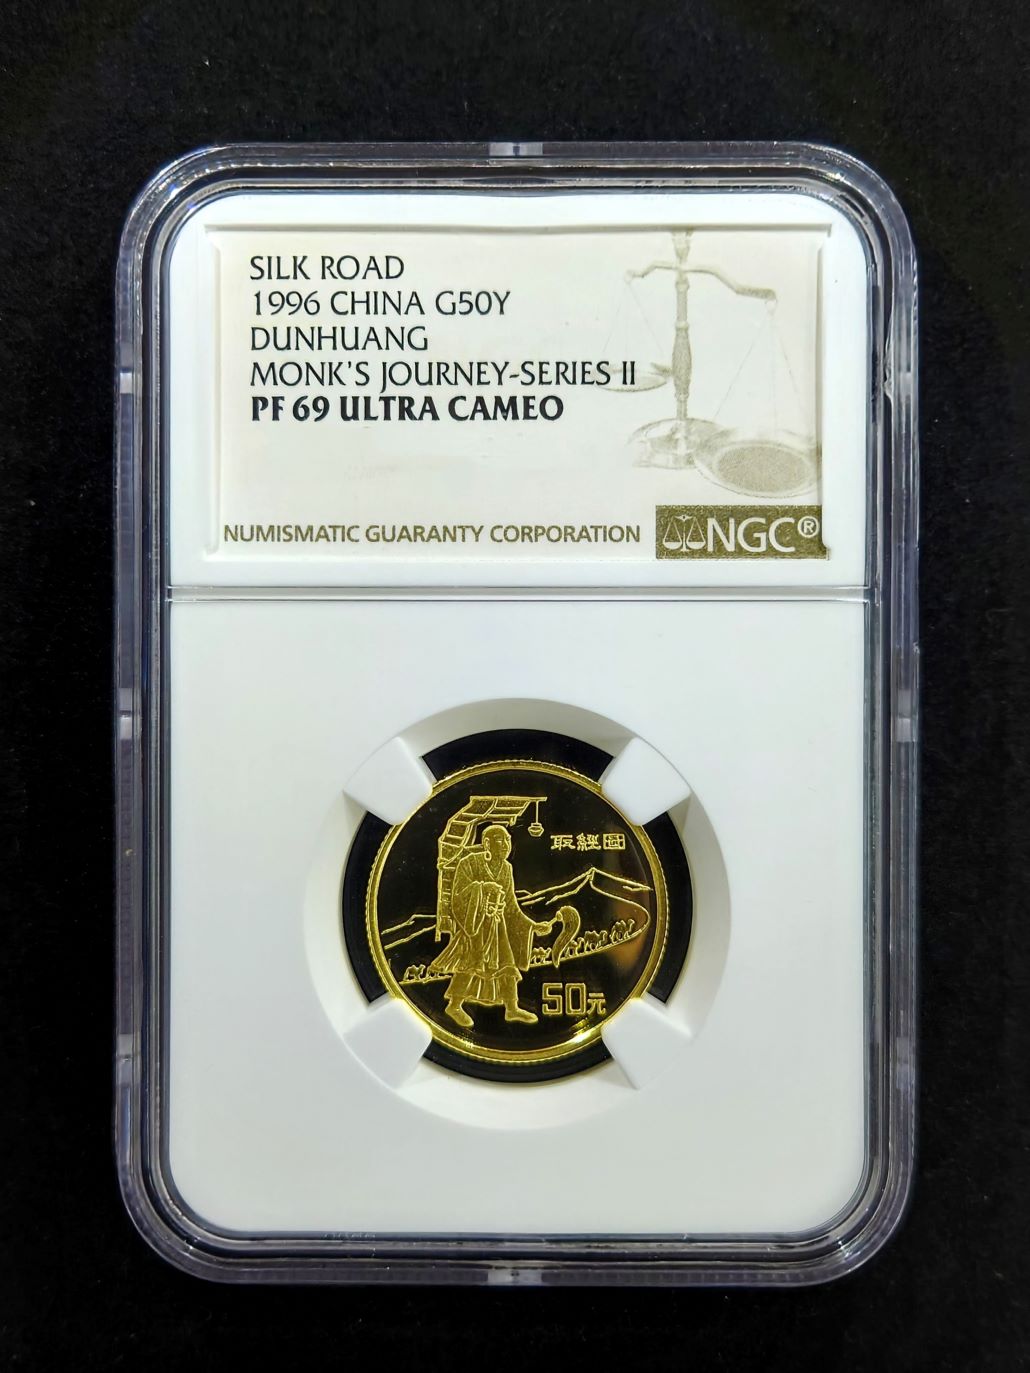 SILK ROAD
1996 CHINA G50Y
DUNHUANG
MONK'S JOURNEY-SERIES II
PF 69 ULTRA CAMEO
NUMISMATIC GUARANTY CORPORATION
NGC®
取經圖
50元